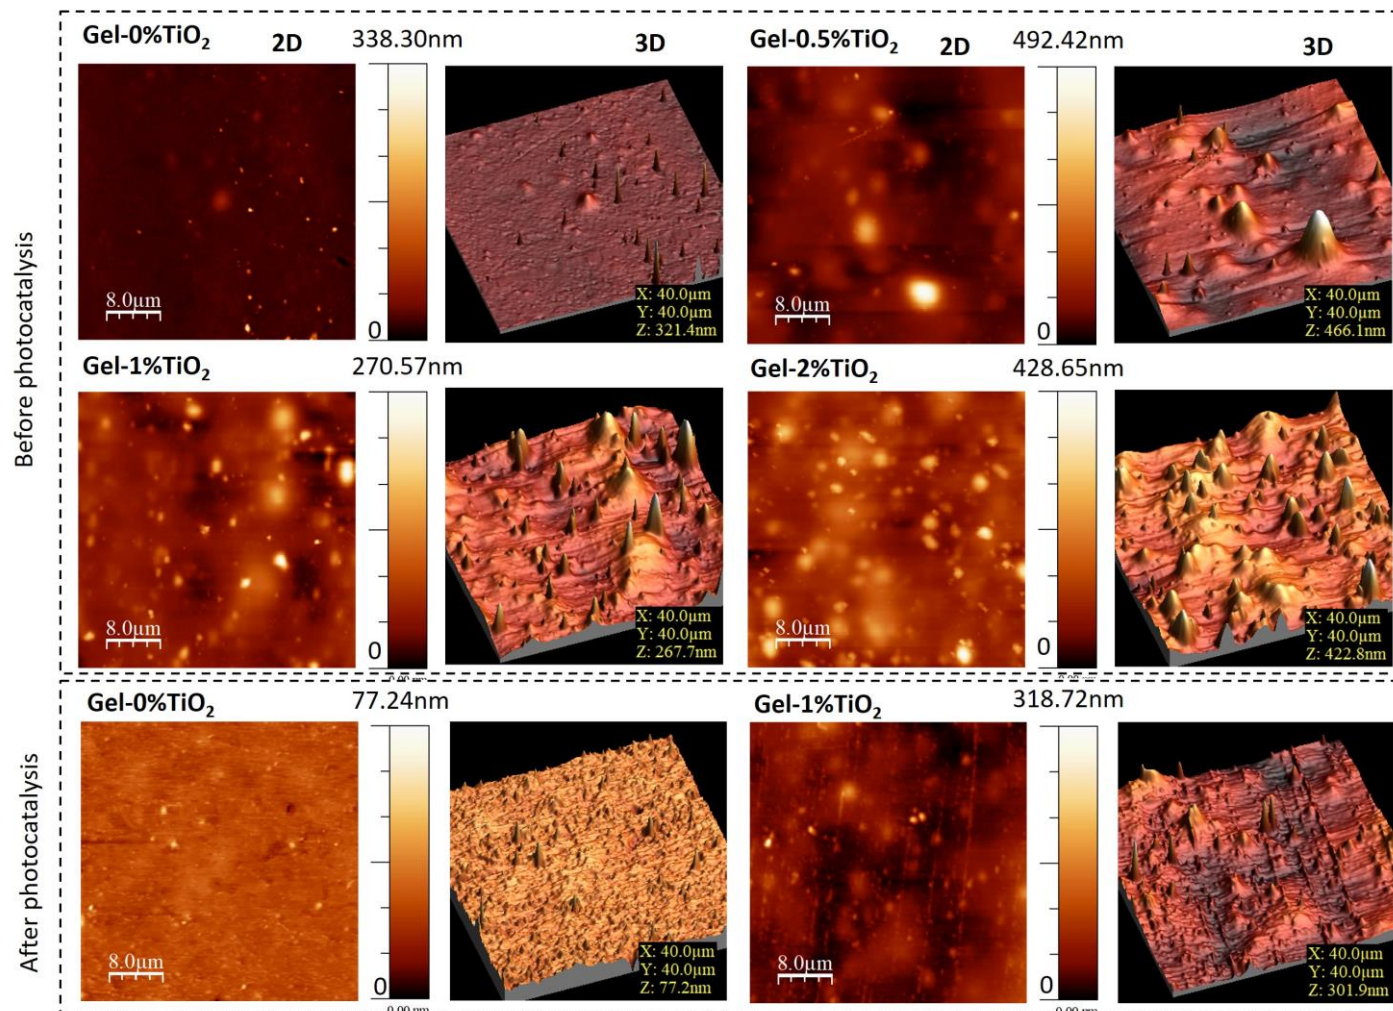 Before photocatalysis
Gel-0%TiO₂ 2D 338.30nm 3D
8.0µm
0
X: 40.0µm
Y: 40.0µm
Z: 321.4nm
Gel-0.5%TiO₂ 2D 492.42nm 3D
0
X: 40.0µm
Y: 40.0µm
Z: 466.1nm
Gel-1%TiO₂ 270.57nm
8.0µm
0
X: 40.0µm
Y: 40.0µm
Z: 267.7nm
Gel-2%TiO₂ 428.65nm
8.0µm
0
X: 40.0µm
Y: 40.0µm
Z: 422.8nm
After photocatalysis
Gel-0%TiO₂ 77.24nm
8.0µm
0
X: 40.0µm
Y: 40.0µm
Z: 77.2nm
Gel-1%TiO₂ 318.72nm
8.0µm
0
X: 40.0µm
Y: 40.0µm
Z: 301.9nm